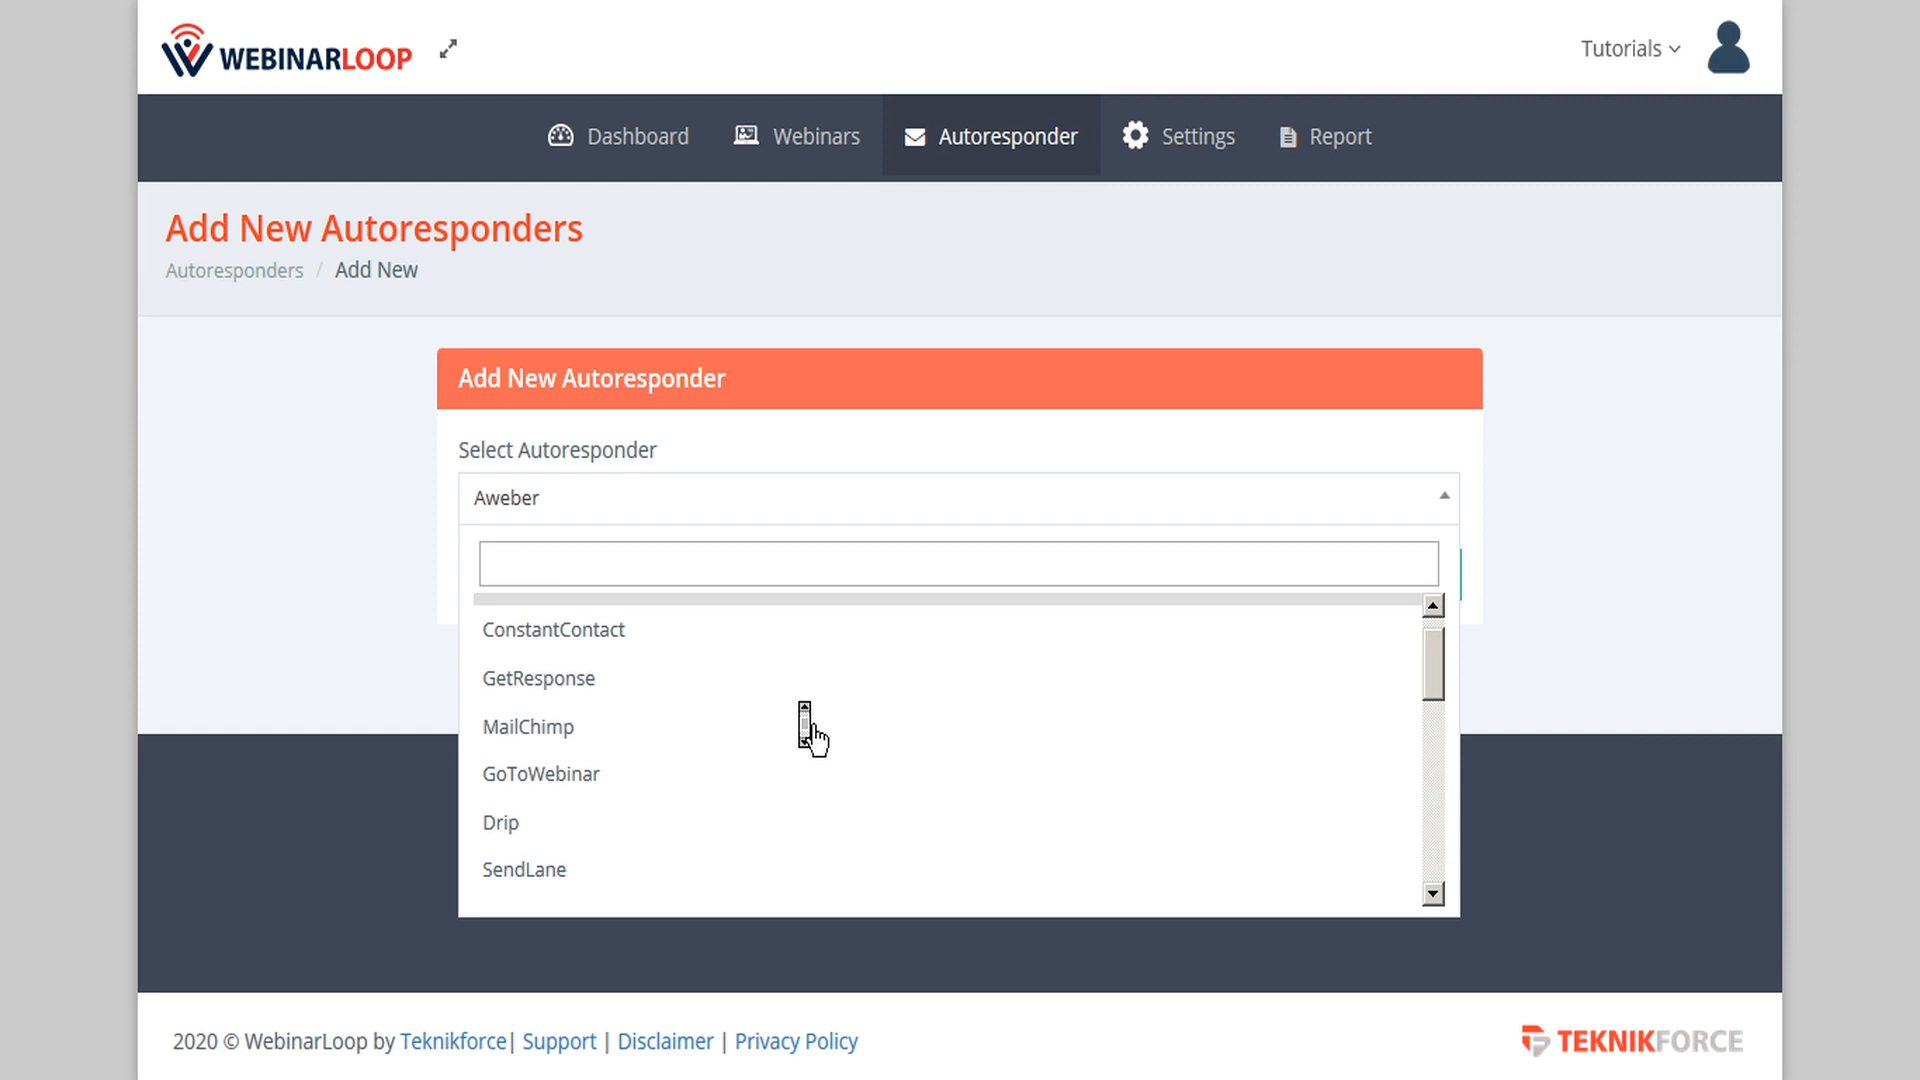 WEBINARLOOP
Tutorials
Dashboard
Webinars
Autoresponder
Settings
Report
Add New Autoresponders
Autoresponders / Add New
Add New Autoresponder
Select Autoresponder
Aweber
ConstantContact
GetResponse
MailChimp
GoToWebinar
Drip
SendLane
2020 © WebinarLoop by Teknikforce| Support | Disclaimer | Privacy Policy
TEKNIKFORCE